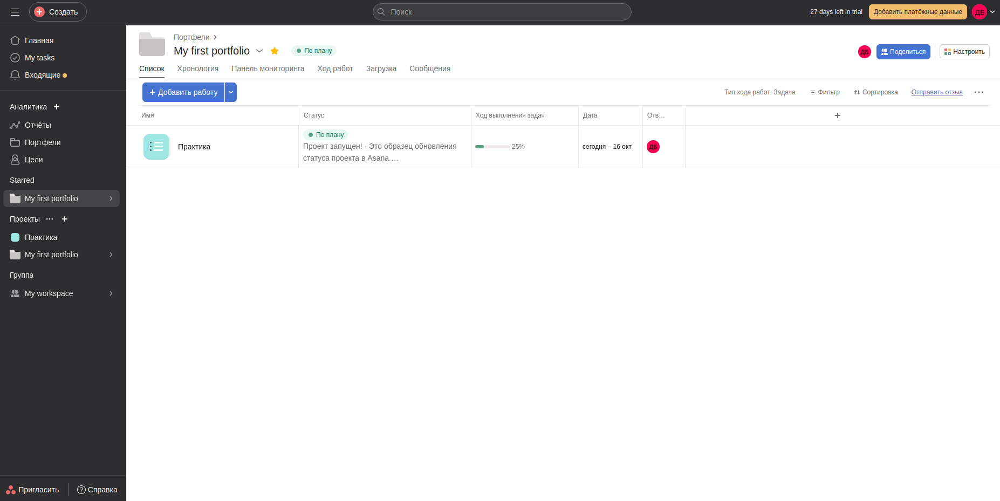 Создать
Поиск
27 days left in trial
Добавить платёжные данные
ДБ
Главная
My tasks
Входящие
Аналитика
Отчёты
Портфели
Цели
Starred
My first portfolio
Проекты
Практика
My first portfolio
Группа
My workspace
Пригласить
Справка
Портфели
My first portfolio
По плану
ДБ
Поделиться
Настроить
Список Хронология Панель мониторинга Ход работ Загрузка Сообщения
Добавить работу
Тип хода работ: Задача Фильтр Сортировка Отправить отзыв
Имя Статус Ход выполнения задач Дата Отв…
Практика
По плану
Проект запущен! · Это образец обновления
статуса проекта в Asana.…
25%
сегодня – 16 окт
ДБ